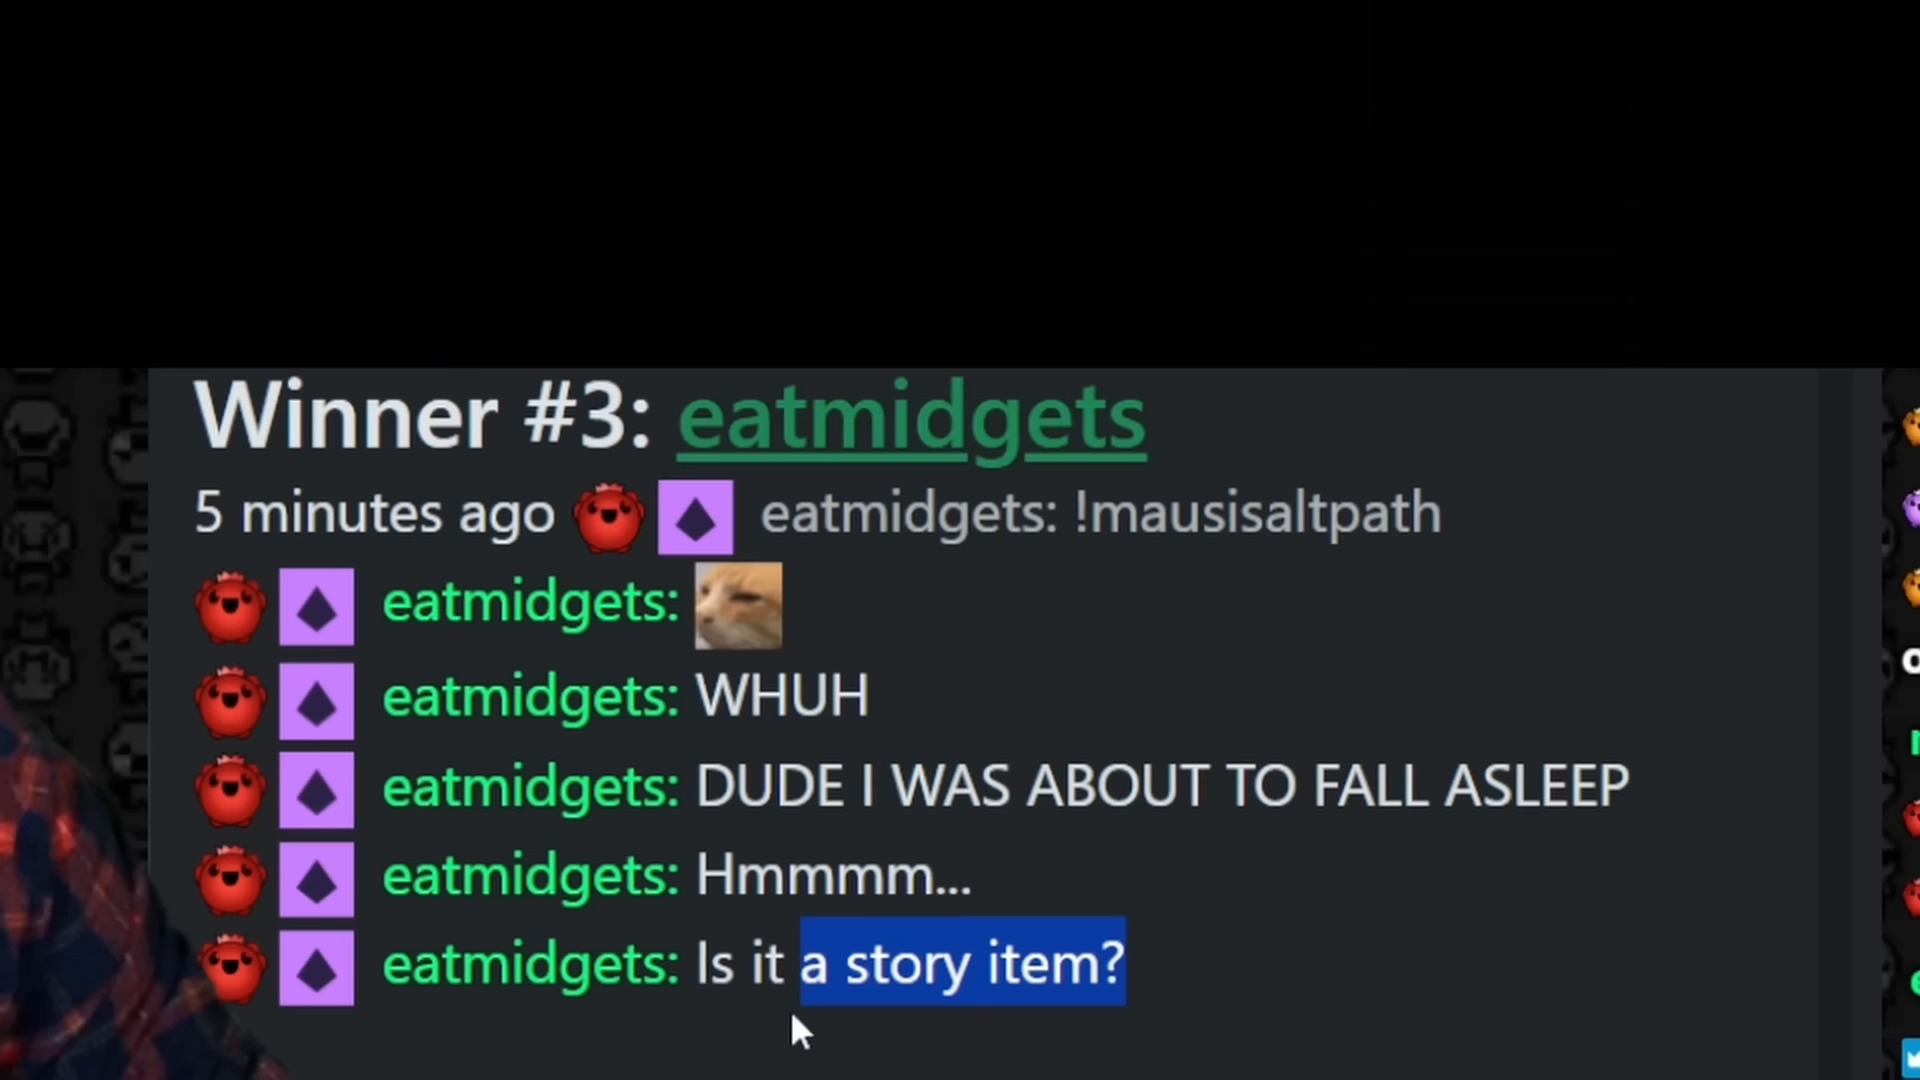 Winner #3: eatmidgets
5 minutes ago eatmidgets: !mausisaltpath
eatmidgets:
eatmidgets: WHUH
eatmidgets: DUDE I WAS ABOUT TO FALL ASLEEP
eatmidgets: Hmmmm...
eatmidgets: Is it a story item?